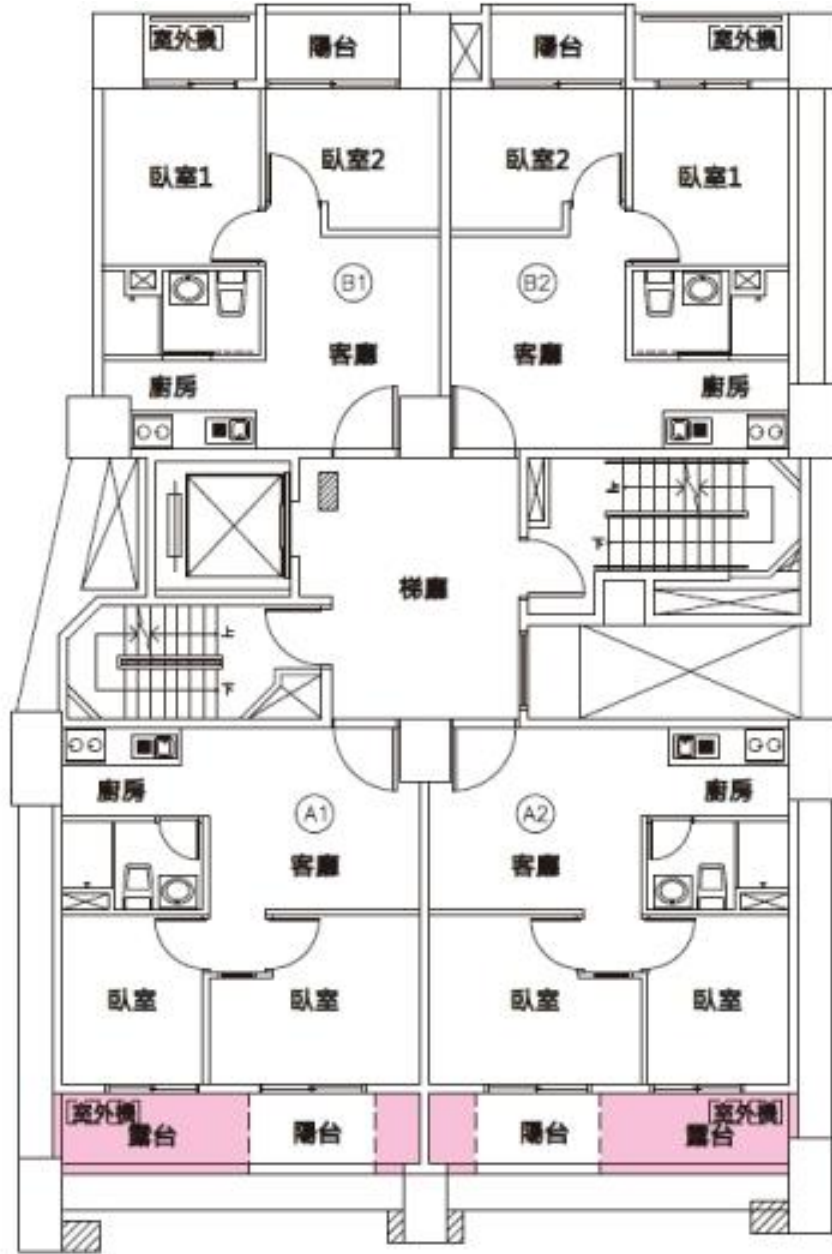 室外機
陽台
陽台
室外機
臥室1
臥室2
臥室2
臥室1
B1
B2
客廳
客廳
廚房
廚房
上
下
梯廳
上
下
廚房
廚房
A1
A2
客廳
客廳
臥室
臥室
臥室
臥室
室外機
室外機
露台
陽台
陽台
露台